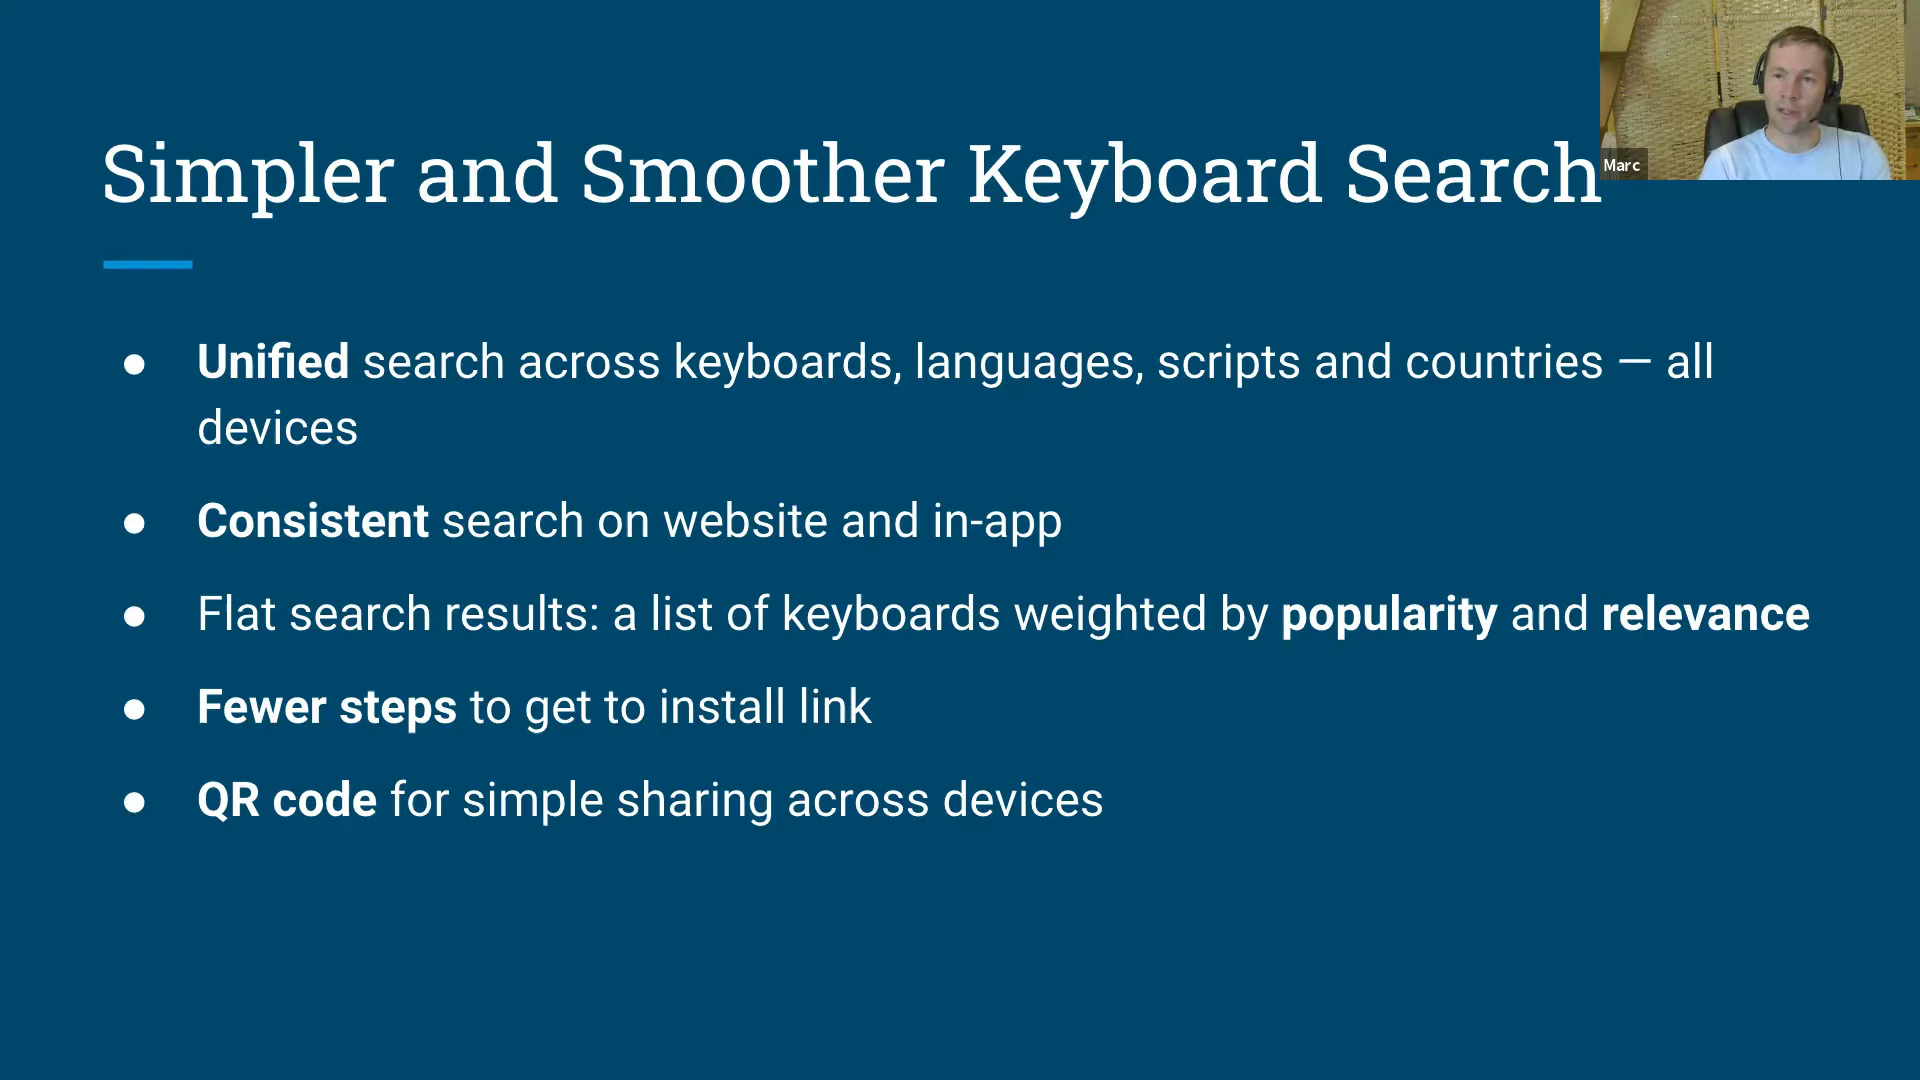 Simpler and Smoother Keyboard Search
Marc
● Unified search across keyboards, languages, scripts and countries — all
devices
● Consistent search on website and in-app
● Flat search results: a list of keyboards weighted by popularity and relevance
● Fewer steps to get to install link
● QR code for simple sharing across devices